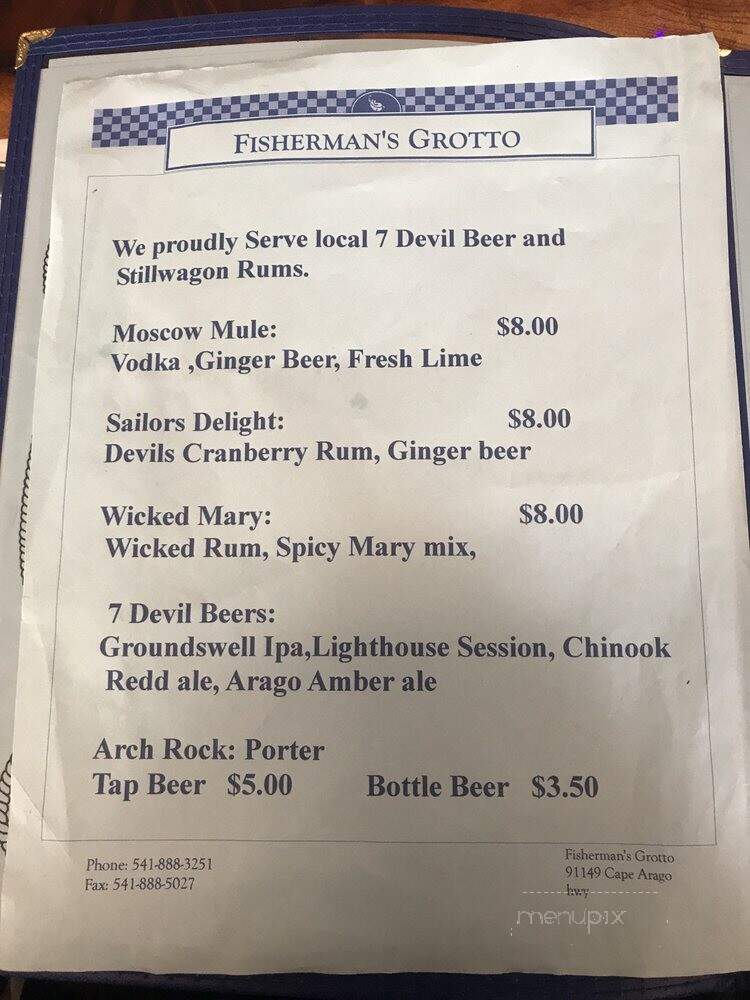 FISHERMAN'S GROTTO
We proudly Serve local 7 Devil Beer and
Stillwagon Rums.
Moscow Mule: $8.00
Vodka ,Ginger Beer, Fresh Lime
Sailors Delight: $8.00
Devils Cranberry Rum, Ginger beer
Wicked Mary: $8.00
Wicked Rum, Spicy Mary mix,
7 Devil Beers:
Groundswell Ipa,Lighthouse Session, Chinook
Redd ale, Arago Amber ale
Arch Rock: Porter
Tap Beer $5.00 Bottle Beer $3.50
Phone: 541-888-3251
Fax: 541-888-5027
Fisherman's Grotto
91149 Cape Arago
hwy
menupix